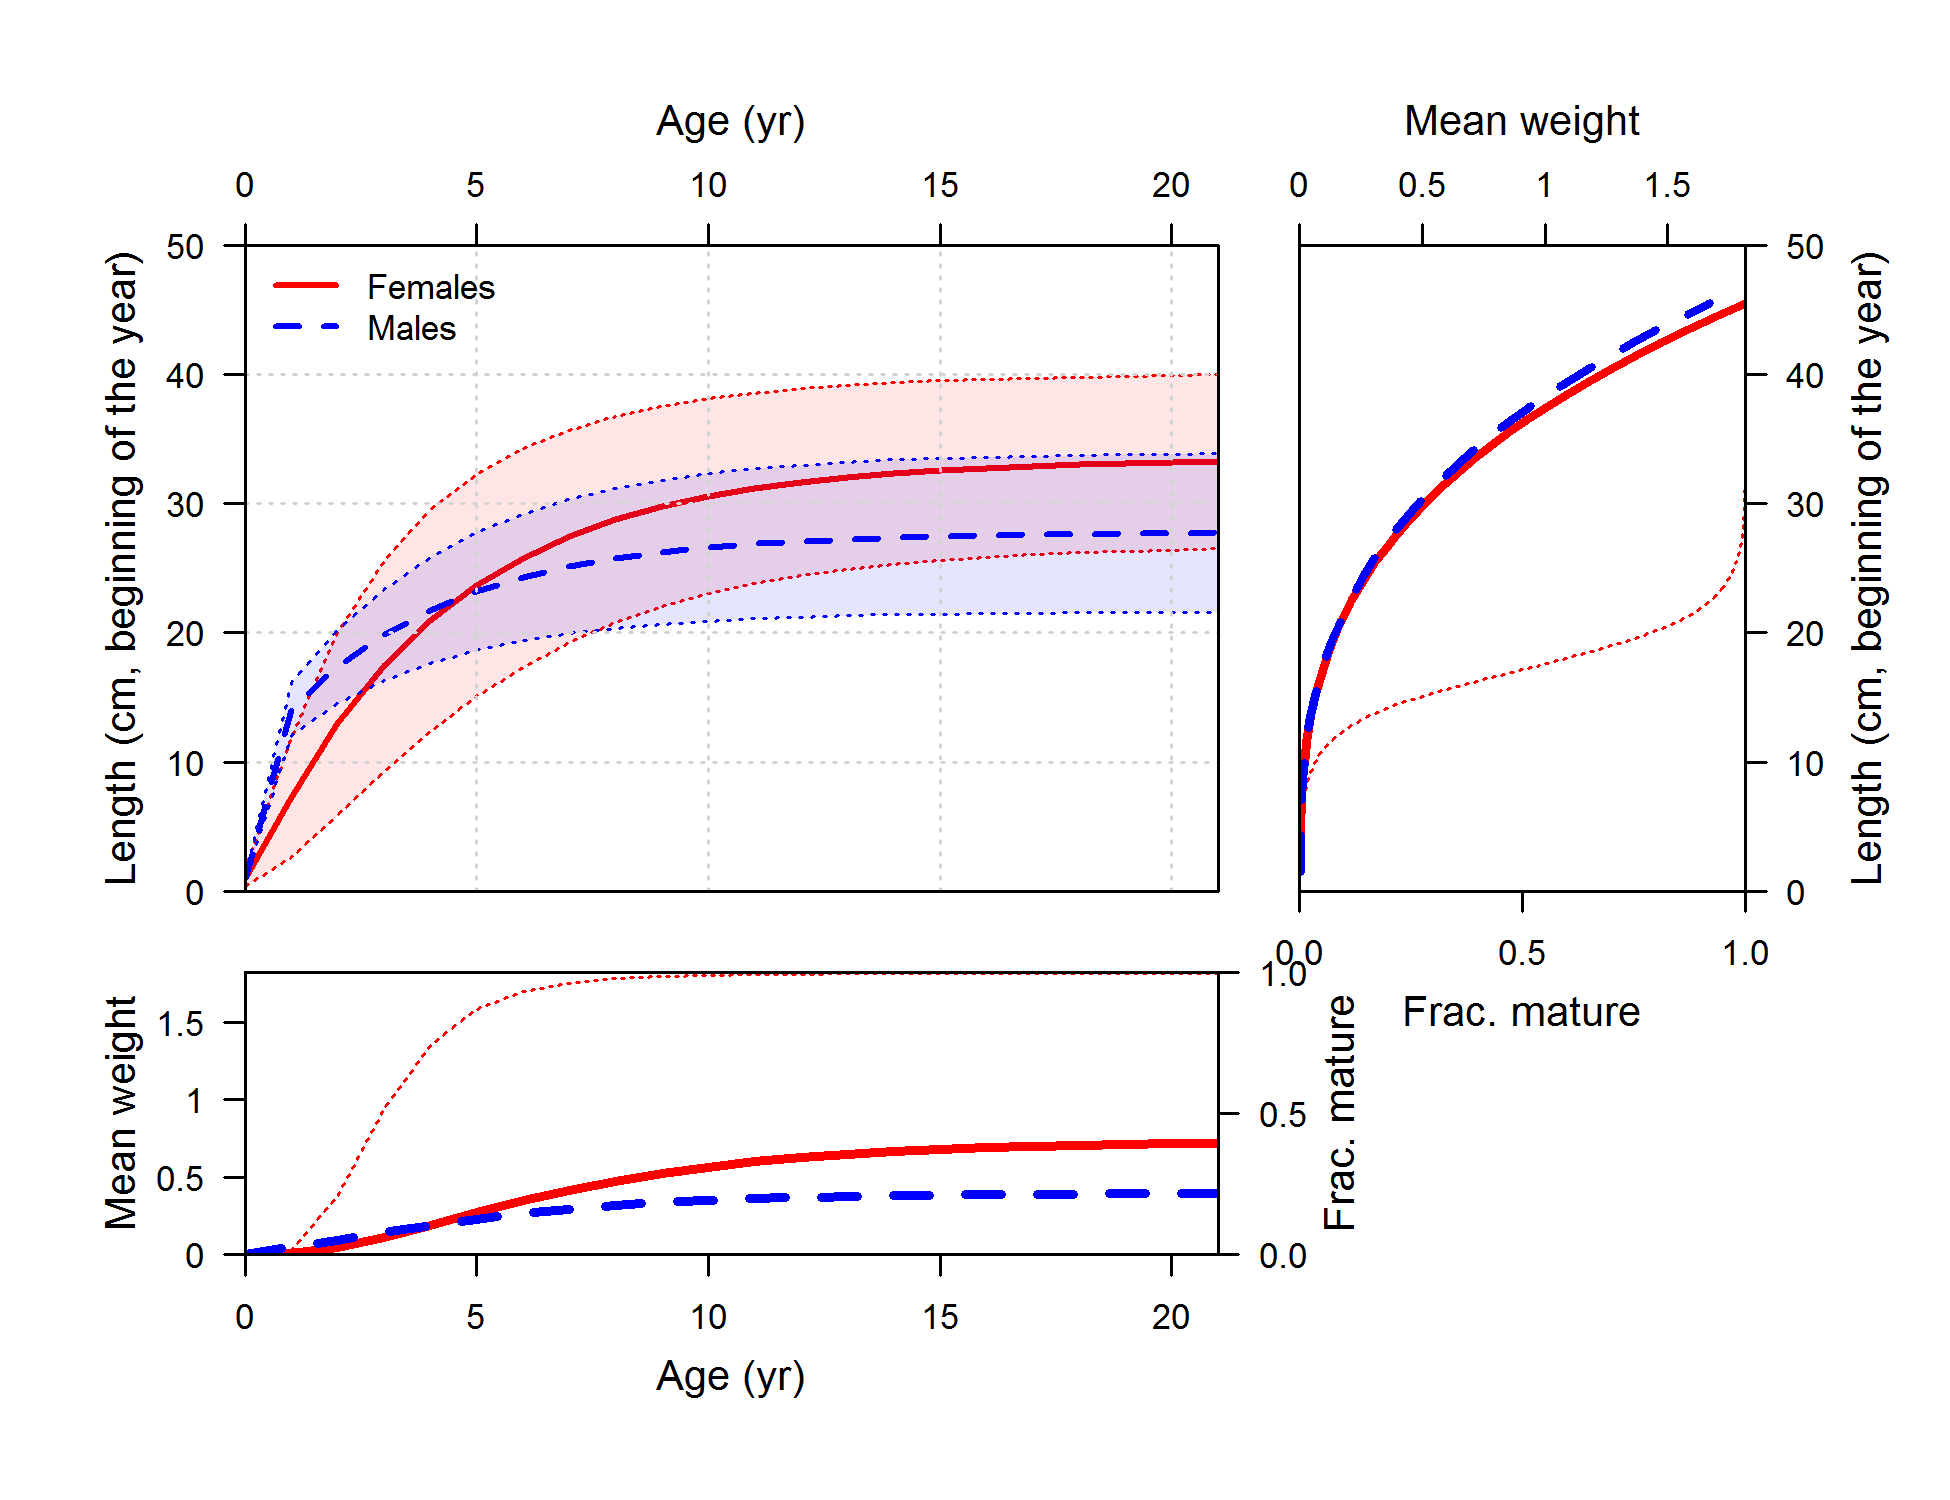 Age (yr)
Mean weight
0 5 10 15 20
0 0.5 1 1.5
50
40
30
20
10
0
Length (cm, beginning of the year)
Females
Males
50
40
30
20
10
0
Length (cm, beginning of the year)
0.0 0.5 1.0
Frac. mature
Mean weight
1.5
1
0.5
0
1.0
0.5
0.0
Frac. mature
0 5 10 15 20
Age (yr)